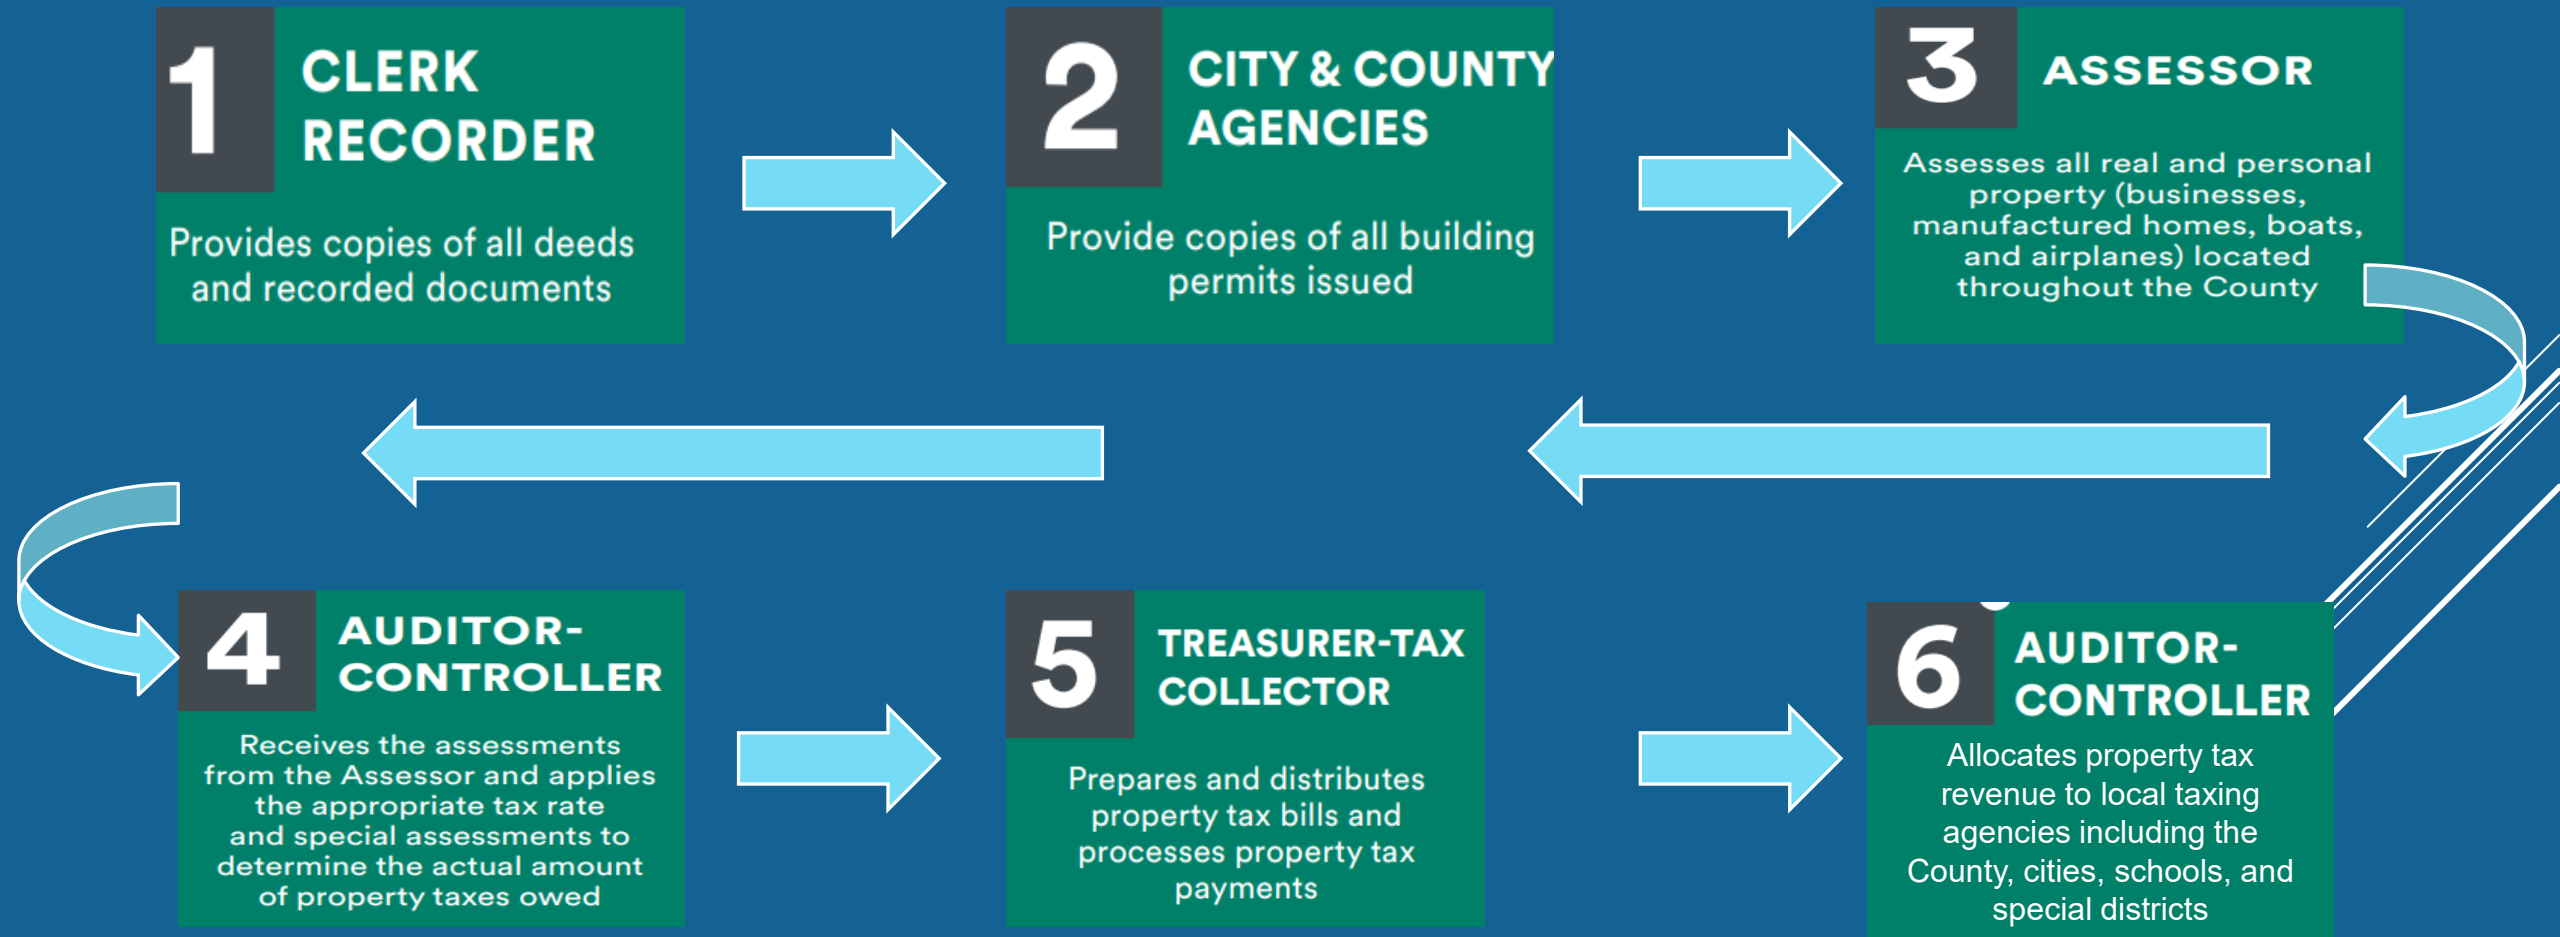 1
CLERK
RECORDER
Provides copies of all deeds
and recorded documents
2
CITY & COUNTY
AGENCIES
Provide copies of all building
permits issued
3
ASSESSOR
Assesses all real and personal
property (businesses,
manufactured homes, boats,
and airplanes) located
throughout the County
4
AUDITOR-
CONTROLLER
Receives the assessments
from the Assessor and applies
the appropriate tax rate
and special assessments to
determine the actual amount
of property taxes owed
5
TREASURER-TAX
COLLECTOR
Prepares and distributes
property tax bills and
processes property tax
payments
6
AUDITOR-
CONTROLLER
Allocates property tax
revenue to local taxing
agencies including the
County, cities, schools, and
special districts